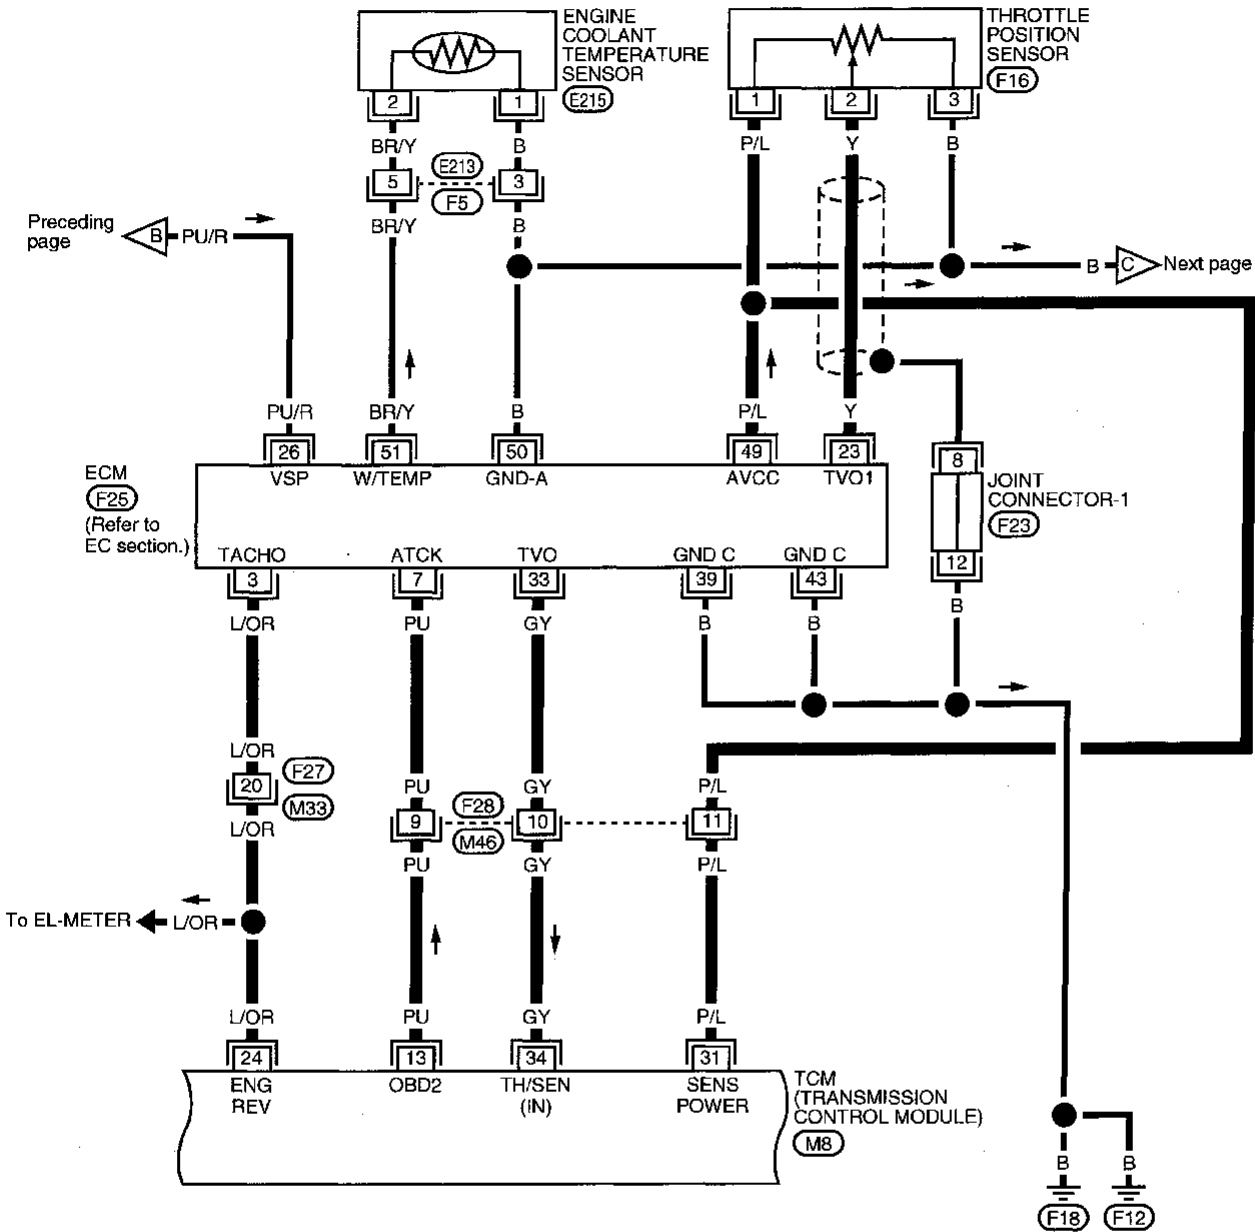 ENGINE
COOLANT
TEMPERATURE
SENSOR
E215
THROTTLE
POSITION
SENSOR
F16
2
1
1
2
3
BR/Y
B
P/L
Y
B
5
E213
F5
3
BR/Y
B
Preceding
page
B
PU/R
B
C
Next page
PU/R
BR/Y
B
P/L
Y
26
51
50
49
23
8
ECM
F25
(Refer to
EC section.)
VSP
W/TEMP
GND-A
AVCC
TVO1
JOINT
CONNECTOR-1
F23
TACHO
ATCK
TVO
GND C
GND C
3
7
33
39
43
12
L/OR
PU
GY
B
B
B
L/OR
20
F27
M33
L/OR
PU
GY
P/L
9
F28
M46
10
11
PU
GY
P/L
To EL-METER
L/OR
L/OR
PU
GY
P/L
24
13
34
31
ENG
REV
OBD2
TH/SEN
(IN)
SENS
POWER
TCM
(TRANSMISSION
CONTROL MODULE)
M8
B
B
F18
F12